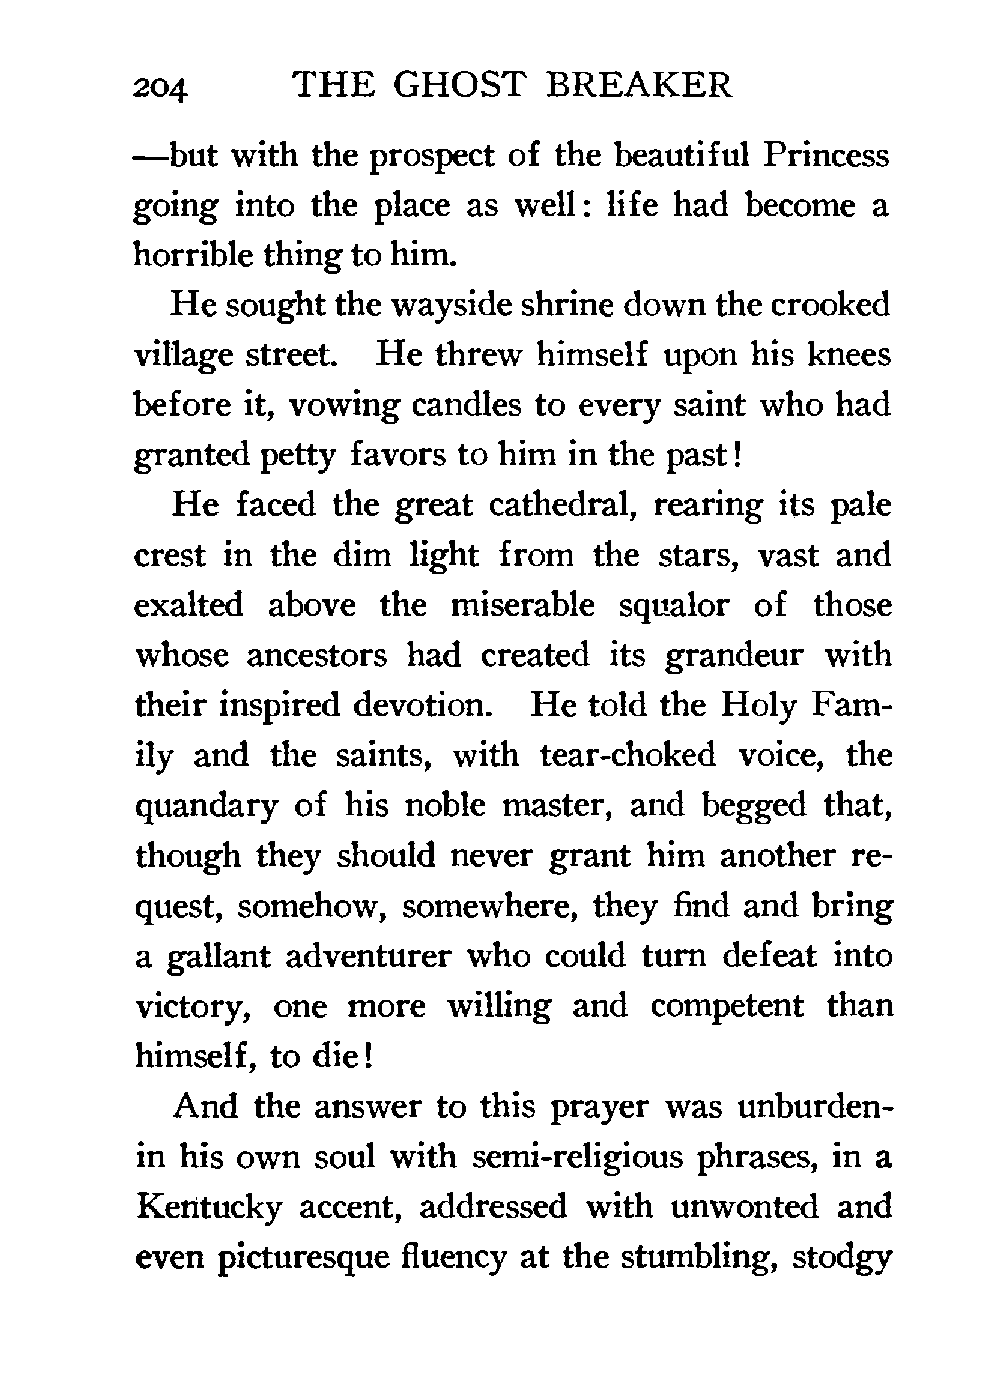 204 THE GHOST BREAKER
—but with the prospect of the beautiful Princess
going into the place as well: life had become a
horrible thing to him.
He sought the wayside shrine down the crooked
village street. He threw himself upon his knees
before it, vowing candles to every saint who had
granted petty favors to him in the past!
He faced the great cathedral, rearing its pale
crest in the dim light from the stars, vast and
exalted above the miserable squalor of those
whose ancestors had created its grandeur with
their inspired devotion. He told the Holy Fam-
ily and the saints, with tear-choked voice, the
quandary of his noble master, and begged that,
though they should never grant him another re-
quest, somehow, somewhere, they find and bring
a gallant adventurer who could turn defeat into
victory, one more willing and competent than
himself, to die!
And the answer to this prayer was unburden-
in his own soul with semi-religious phrases, in a
Kentucky accent, addressed with unwonted and
even picturesque fluency at the stumbling, stodgy